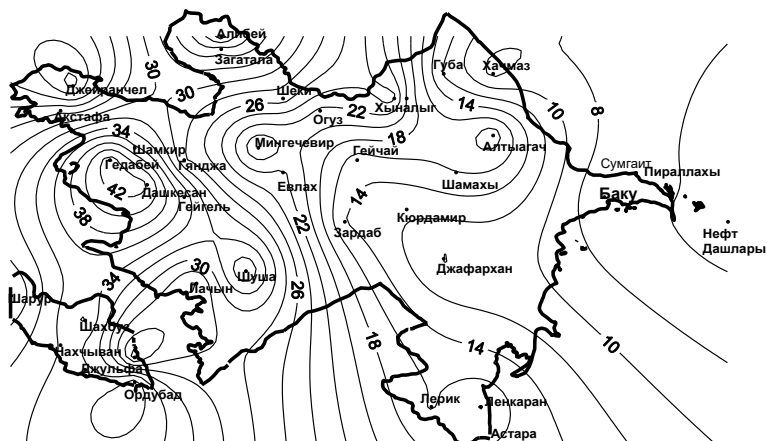 Алибей
Загатала
30
Джейранчел
30
Губа
Хачмаз
Шеки
26
22
Хыналыг
14
10
8
Акстафа
34
Огуз
18
Шамкир
Мингечевир
Гейчай
Алтыагач
Гедабей
Гянджа
Сумгаит
Пираллахы
42
Дашкесан
Евлах
Шамахы
Баку
14
38
Гейгель
22
Зардаб
Кюрдамир
Нефт
Дашлары
30
Шуша
Джафархан
34
Лачын
26
Шарур
Шахбуз
18
14
10
Нахчыван
Джульфа
Ордубад
Лерик
Ленкаран
Астара